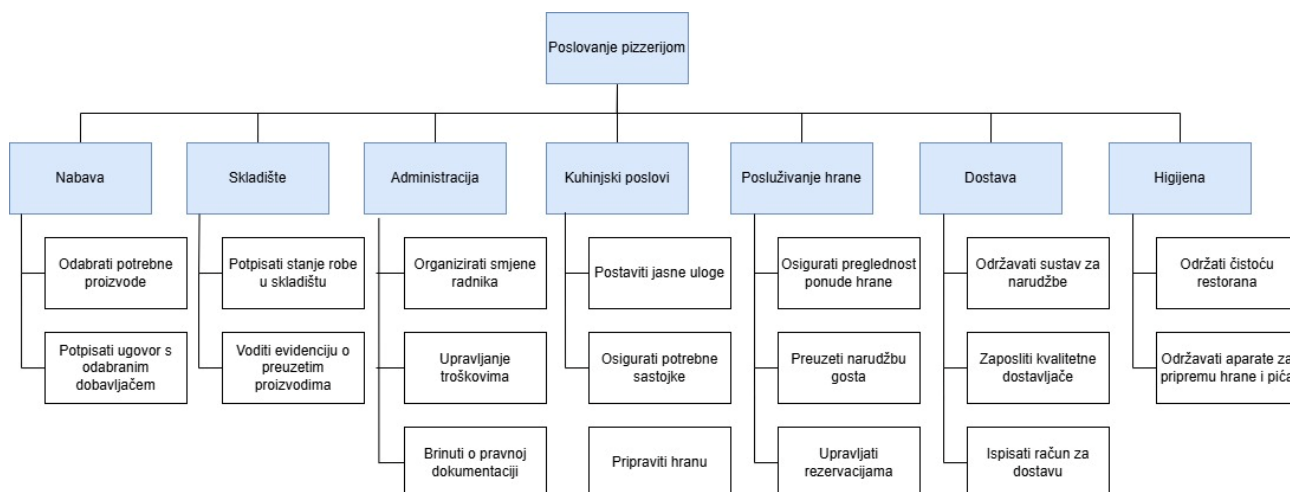 Poslovanje pizzerijom
Nabava
Skladište
Administracija
Kuhinjski poslovi
Posluživanje hrane
Dostava
Higijena
Odabrati potrebne
proizvode
Potpisati ugovor s
odabranim
dobavljačem
Potpisati stanje robe
u skladištu
Voditi evidenciju o
preuzetim
proizvodima
Organizirati smjene
radnika
Upravljanje
troškovima
Brinuti o pravnoj
dokumentaciji
Postaviti jasne uloge
Osigurati potrebne
sastojke
Pripraviti hranu
Osigurati preglednost
ponude hrane
Preuzeti narudžbu
gosta
Upravljati
rezervacijama
Održavati sustav za
narudžbe
Zaposliti kvalitetne
dostavljače
Ispisati račun za
dostavu
Održati čistoću
restorana
Održavati aparate za
pripremu hrane i pića